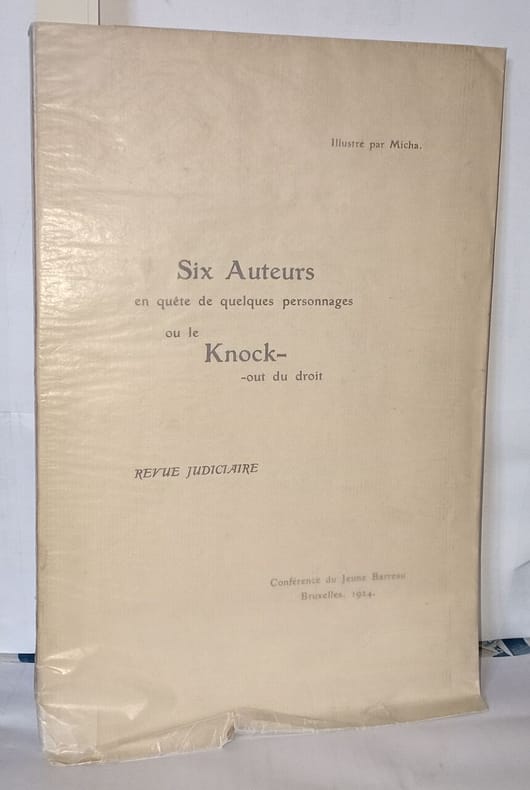 Illustré par Micha.
Six Auteurs
en quête de quelques personnages
ou le
Knock-
-out du droit
REVUE JUDICIAIRE
Conférence du Jeune Barreau
Bruxelles. 1924.